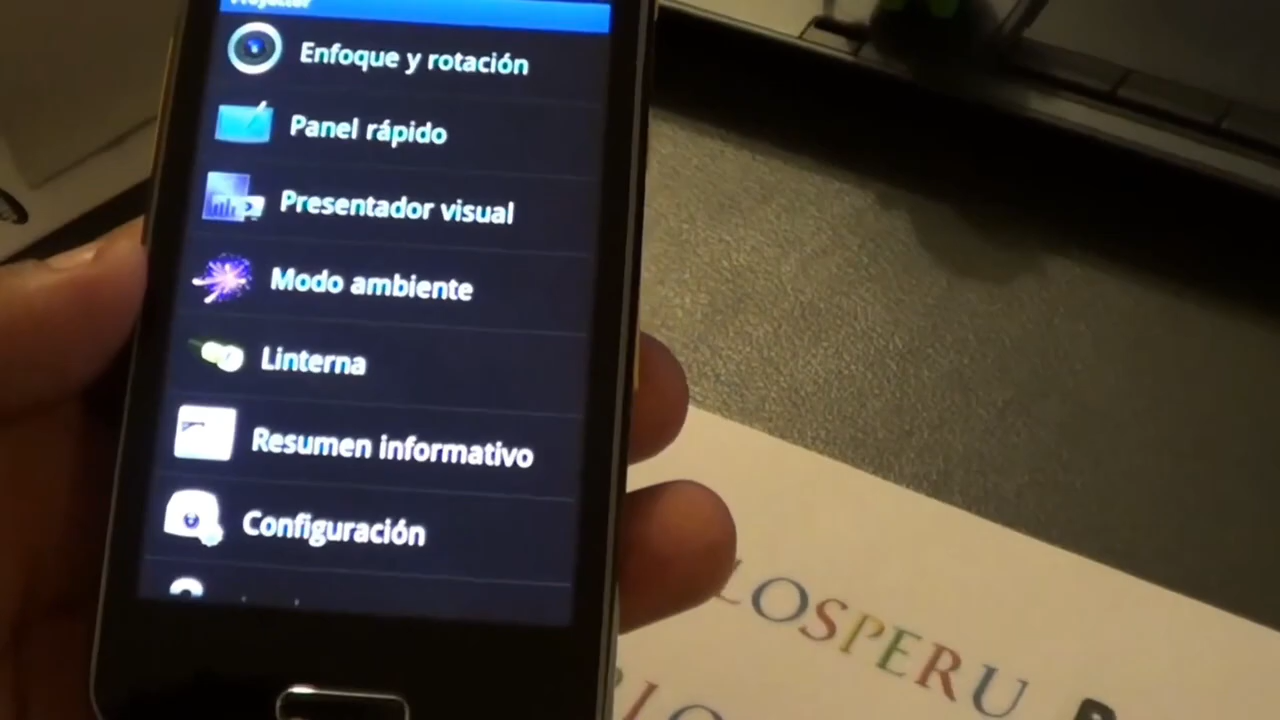 Enfoque y rotación
Panel rápido
Presentador visual
Modo ambiente
Linterna
Resumen informativo
Configuración
LOSPERU